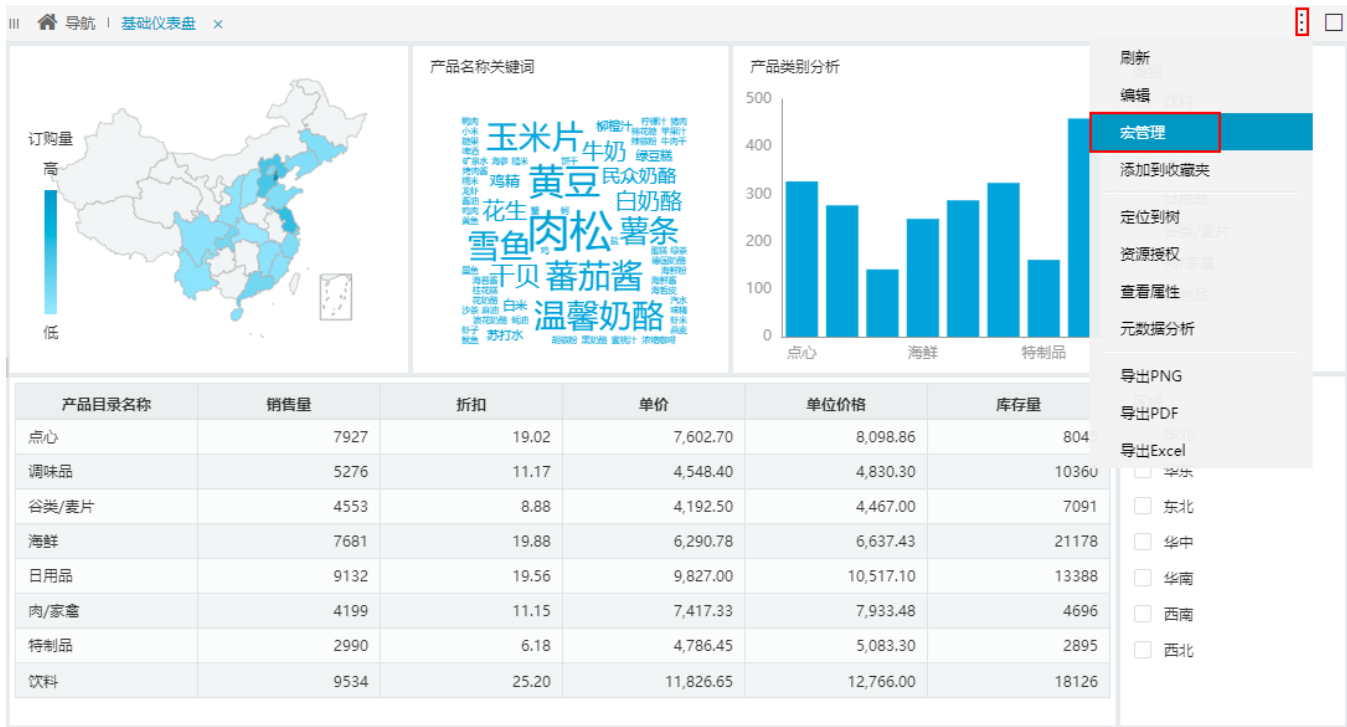 导航 基础仪表盘 ×
订购量
高
低
产品名称关键词
玉米片
柳橙汁
牛奶
绿豆糕
鸡精
黄豆
民众奶酪
白奶酪
花生
肉松
薯条
雪鱼
干贝
番茄酱
白米
温馨奶酪
苏打水
产品类别分析
500
400
300
200
100
0
点心 海鲜 特制品
刷新
编辑
宏管理
添加到收藏夹
定位到树
资源授权
查看属性
元数据分析
导出PNG
导出PDF
导出Excel
产品目录名称 销售量 折扣 单价 单位价格 库存量
点心 7927 19.02 7,602.70 8,098.86 8045
调味品 5276 11.17 4,548.40 4,830.30 10360
谷类/麦片 4553 8.88 4,192.50 4,467.00 7091
海鲜 7681 19.88 6,290.78 6,637.43 21178
日用品 9132 19.56 9,827.00 10,517.10 13388
肉/家禽 4199 11.15 7,417.33 7,933.48 4696
特制品 2990 6.18 4,786.45 5,083.30 2895
饮料 9534 25.20 11,826.65 12,766.00 18126
华东
东北
华中
华南
西南
西北